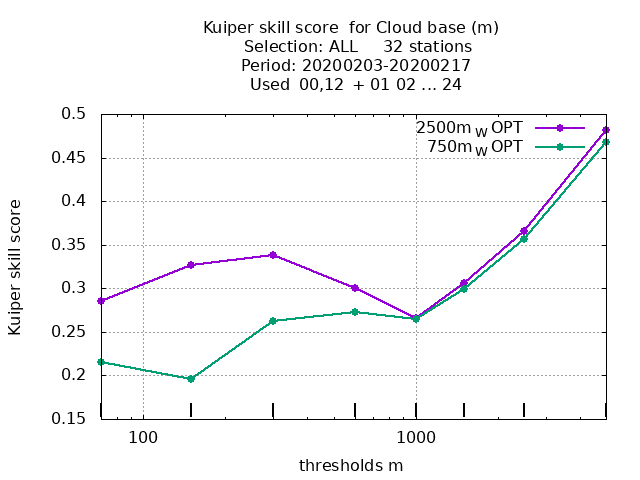 Kuiper skill score  for Cloud base (m)
Selection: ALL     32 stations
Period: 20200203-20200217
Used  00,12  + 01 02 ... 24
2500m_W OPT
750m_W OPT
0.5
0.45
0.4
0.35
0.3
0.25
0.2
0.15
Kuiper skill score
100 1000
thresholds m